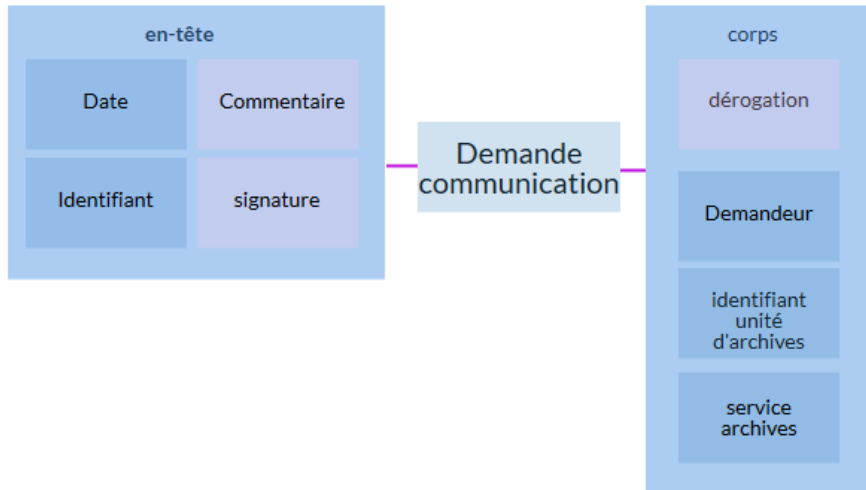 en-tête
Date
Commentaire
Identifiant
signature
Demande
communication
corps
dérogation
Demandeur
identifiant
unité
d'archives
service
archives